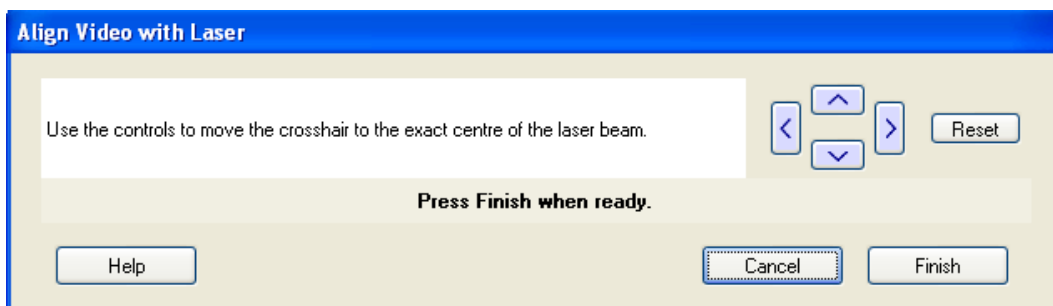 Align Video with Laser
Use the controls to move the crosshair to the exact centre of the laser beam.
Reset
Press Finish when ready.
Help
Cancel
Finish